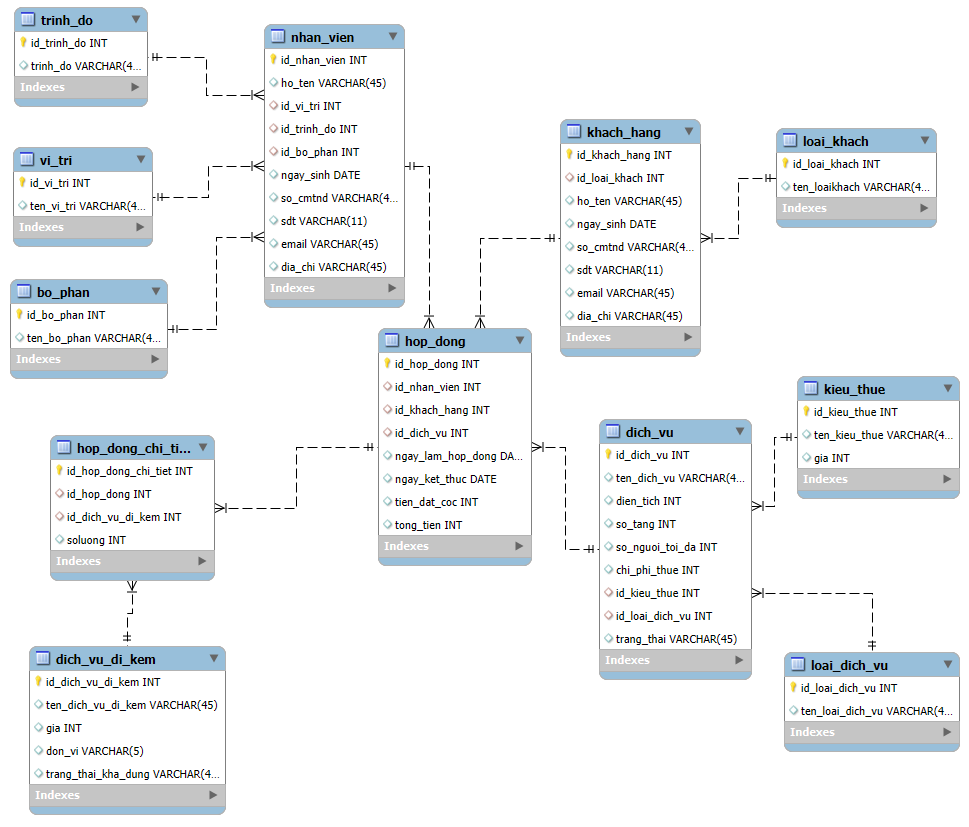 trinh_do
id_trinh_do INT
trinh_do VARCHAR(4...
Indexes
vi_tri
id_vi_tri INT
ten_vi_tri VARCHAR(4...
Indexes
bo_phan
id_bo_phan INT
ten_bo_phan VARCHAR(4...
Indexes
nhan_vien
id_nhan_vien INT
ho_ten VARCHAR(45)
id_vi_tri INT
id_trinh_do INT
id_bo_phan INT
ngay_sinh DATE
so_cmtnd VARCHAR(4...
sdt VARCHAR(11)
email VARCHAR(45)
dia_chi VARCHAR(45)
Indexes
khach_hang
id_khach_hang INT
id_loai_khach INT
ho_ten VARCHAR(45)
ngay_sinh DATE
so_cmtnd VARCHAR(4...
sdt VARCHAR(11)
email VARCHAR(45)
dia_chi VARCHAR(45)
Indexes
loai_khach
id_loai_khach INT
ten_loaikhach VARCHAR(4...
Indexes
hop_dong
id_hop_dong INT
id_nhan_vien INT
id_khach_hang INT
id_dich_vu INT
ngay_lam_hop_dong DA...
ngay_ket_thuc DATE
tien_dat_coc INT
tong_tien INT
Indexes
hop_dong_chi_ti...
id_hop_dong_chi_tiet INT
id_hop_dong INT
id_dich_vu_di_kem INT
soluong INT
Indexes
dich_vu_di_kem
id_dich_vu_di_kem INT
ten_dich_vu_di_kem VARCHAR(45)
gia INT
don_vi VARCHAR(5)
trang_thai_kha_dung VARCHAR(4...
Indexes
dich_vu
id_dich_vu INT
ten_dich_vu VARCHAR(4...
dien_tich INT
so_tang INT
so_nguoi_toi_da INT
chi_phi_thue INT
id_kieu_thue INT
id_loai_dich_vu INT
trang_thai VARCHAR(45)
Indexes
kieu_thue
id_kieu_thue INT
ten_kieu_thue VARCHAR(4...
gia INT
Indexes
loai_dich_vu
id_loai_dich_vu INT
ten_loai_dich_vu VARCHAR(4...
Indexes